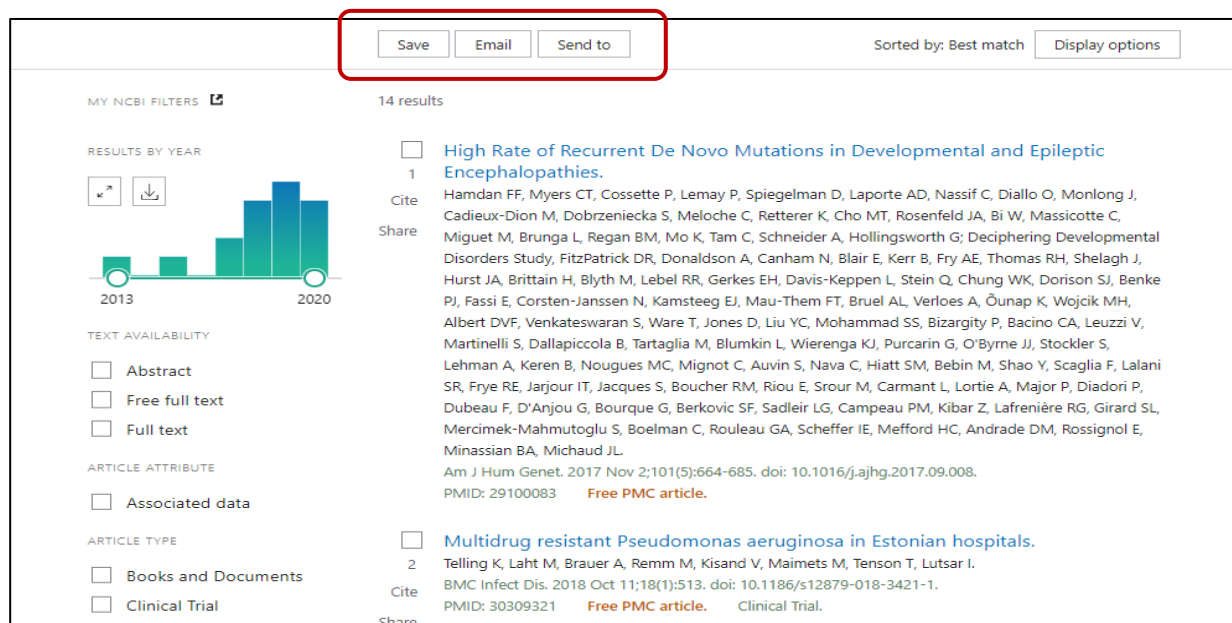 Save Email Send to Sorted by: Best match Display options
MY NCBI FILTERS
14 results
RESULTS BY YEAR
2013 2020
TEXT AVAILABILITY
Abstract
Free full text
Full text
ARTICLE ATTRIBUTE
Associated data
ARTICLE TYPE
Books and Documents
Clinical Trial
1
Cite
Share
High Rate of Recurrent De Novo Mutations in Developmental and Epileptic
Encephalopathies.
Hamdan FF, Myers CT, Cossette P, Lemay P, Spiegelman D, Laporte AD, Nassif C, Diallo O, Monlong J,
Cadieux-Dion M, Dobrzeniecka S, Meloche C, Retterer K, Cho MT, Rosenfeld JA, Bi W, Massicotte C,
Miguet M, Brunga L, Regan BM, Mo K, Tam C, Schneider A, Hollingsworth G; Deciphering Developmental
Disorders Study, FitzPatrick DR, Donaldson A, Canham N, Blair E, Kerr B, Fry AE, Thomas RH, Shelagh J,
Hurst JA, Brittain H, Blyth M, Lebel RR, Gerkes EH, Davis-Keppen L, Stein Q, Chung WK, Dorison SJ, Benke
PJ, Fassi E, Corsten-Janssen N, Kamsteeg EJ, Mau-Them FT, Bruel AL, Verloes A, Õunap K, Wojcik MH,
Albert DVF, Venkateswaran S, Ware T, Jones D, Liu YC, Mohammad SS, Bizargity P, Bacino CA, Leuzzi V,
Martinelli S, Dallapiccola B, Tartaglia M, Blumkin L, Wierenga KJ, Purcarin G, O'Byrne JJ, Stockler S,
Lehman A, Keren B, Nougues MC, Mignot C, Auvin S, Nava C, Hiatt SM, Bebin M, Shao Y, Scaglia F, Lalani
SR, Frye RE, Jarjour IT, Jacques S, Boucher RM, Riou E, Srour M, Carmant L, Lortie A, Major P, Diadori P,
Dubeau F, D'Anjou G, Bourque G, Berkovic SF, Sadleir LG, Campeau PM, Kibar Z, Lafrenière RG, Girard SL,
Mercimek-Mahmutoglu S, Boelman C, Rouleau GA, Scheffer IE, Mefford HC, Andrade DM, Rossignol E,
Minassian BA, Michaud JL.
Am J Hum Genet. 2017 Nov 2;101(5):664-685. doi: 10.1016/j.ajhg.2017.09.008.
PMID: 29100083 Free PMC article.
2
Cite
Share
Multidrug resistant Pseudomonas aeruginosa in Estonian hospitals.
Telling K, Laht M, Brauer A, Remm M, Kisand V, Maimets M, Tenson T, Lutsar I.
BMC Infect Dis. 2018 Oct 11;18(1):513. doi: 10.1186/s12879-018-3421-1.
PMID: 30309321 Free PMC article. Clinical Trial.